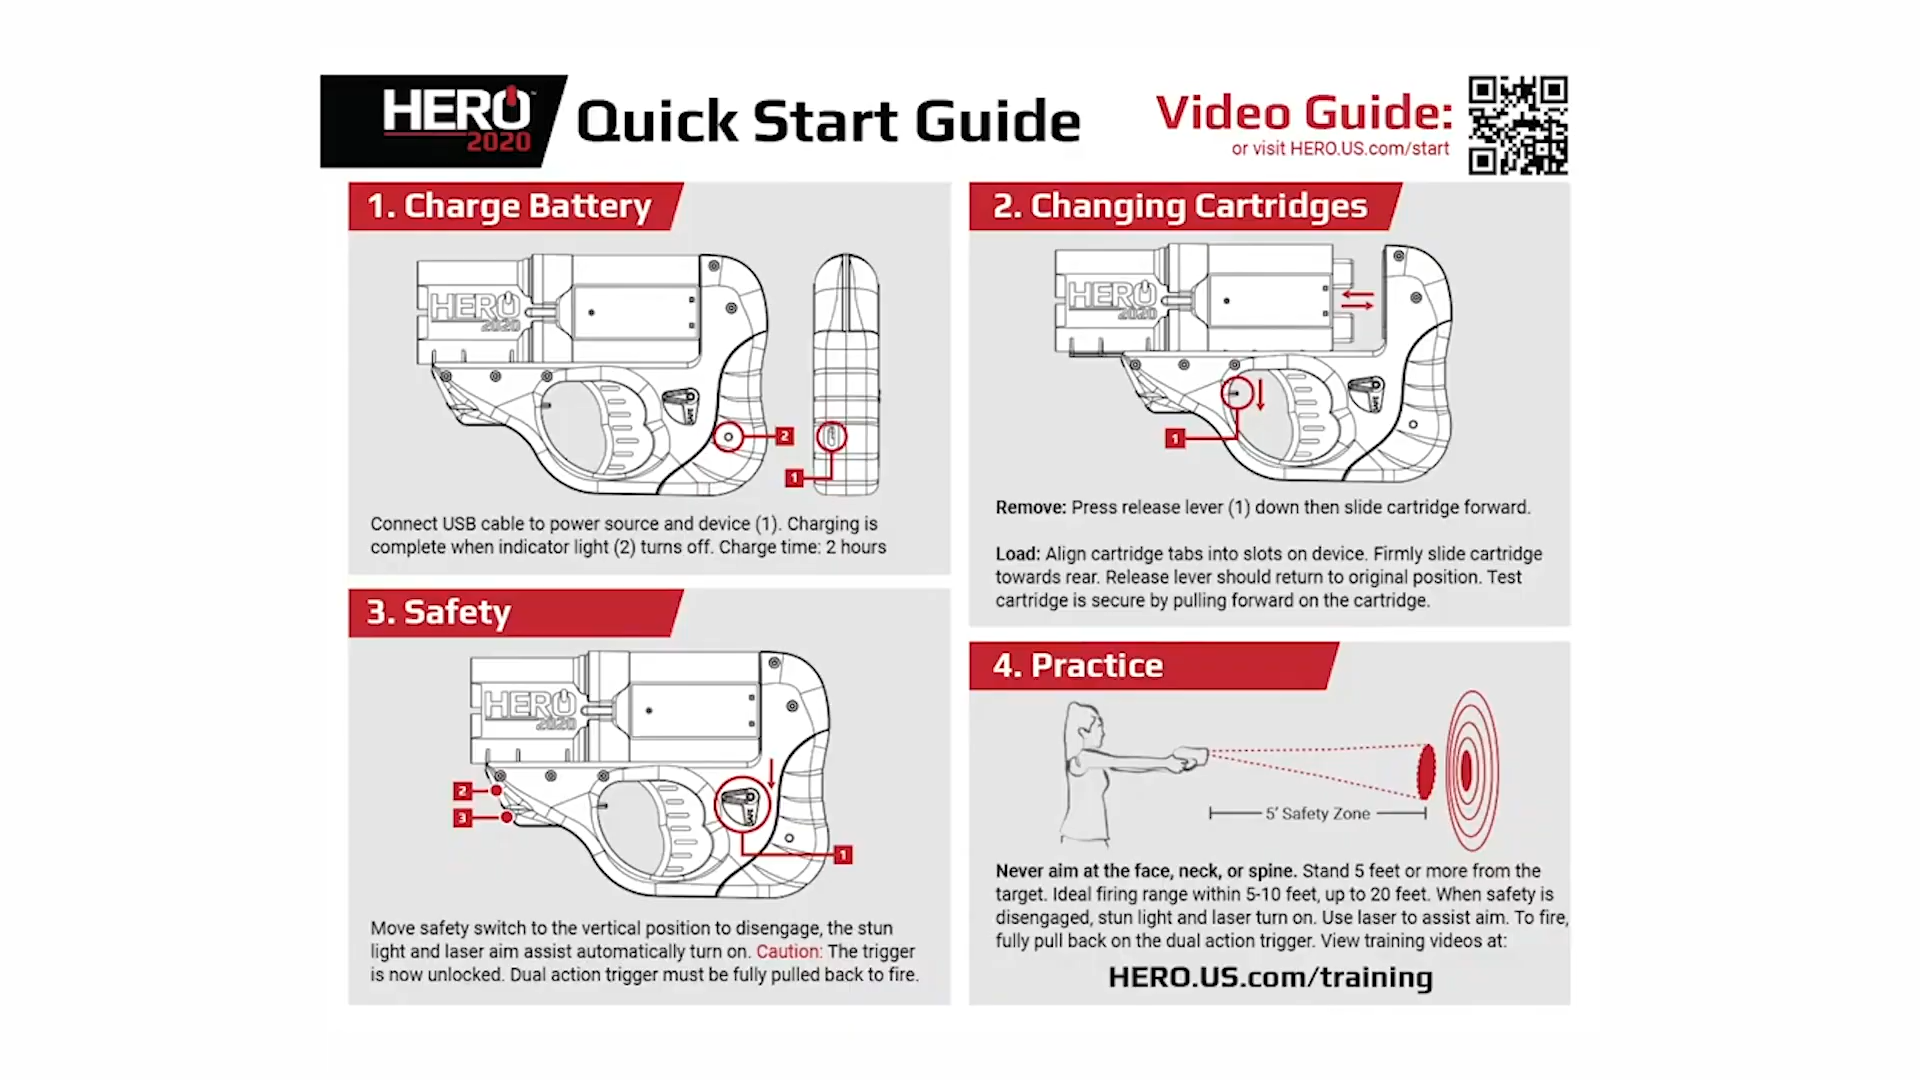 HERO™
2020
Quick Start Guide
Video Guide:
or visit HERO.US.com/start
1. Charge Battery
HERO
2020
SAFE
2
1
Connect USB cable to power source and device (1). Charging is
complete when indicator light (2) turns off. Charge time: 2 hours
2. Changing Cartridges
HERO
2020
SAFE
1
Remove: Press release lever (1) down then slide cartridge forward.
Load: Align cartridge tabs into slots on device. Firmly slide cartridge
towards rear. Release lever should return to original position. Test
cartridge is secure by pulling forward on the cartridge.
3. Safety
HERO
2020
SAFE
2
3
1
Move safety switch to the vertical position to disengage, the stun
light and laser aim assist automatically turn on. Caution: The trigger
is now unlocked. Dual action trigger must be fully pulled back to fire.
4. Practice
5' Safety Zone
Never aim at the face, neck, or spine. Stand 5 feet or more from the
target. Ideal firing range within 5-10 feet, up to 20 feet. When safety is
disengaged, stun light and laser turn on. Use laser to assist aim. To fire,
fully pull back on the dual action trigger. View training videos at:
HERO.US.com/training